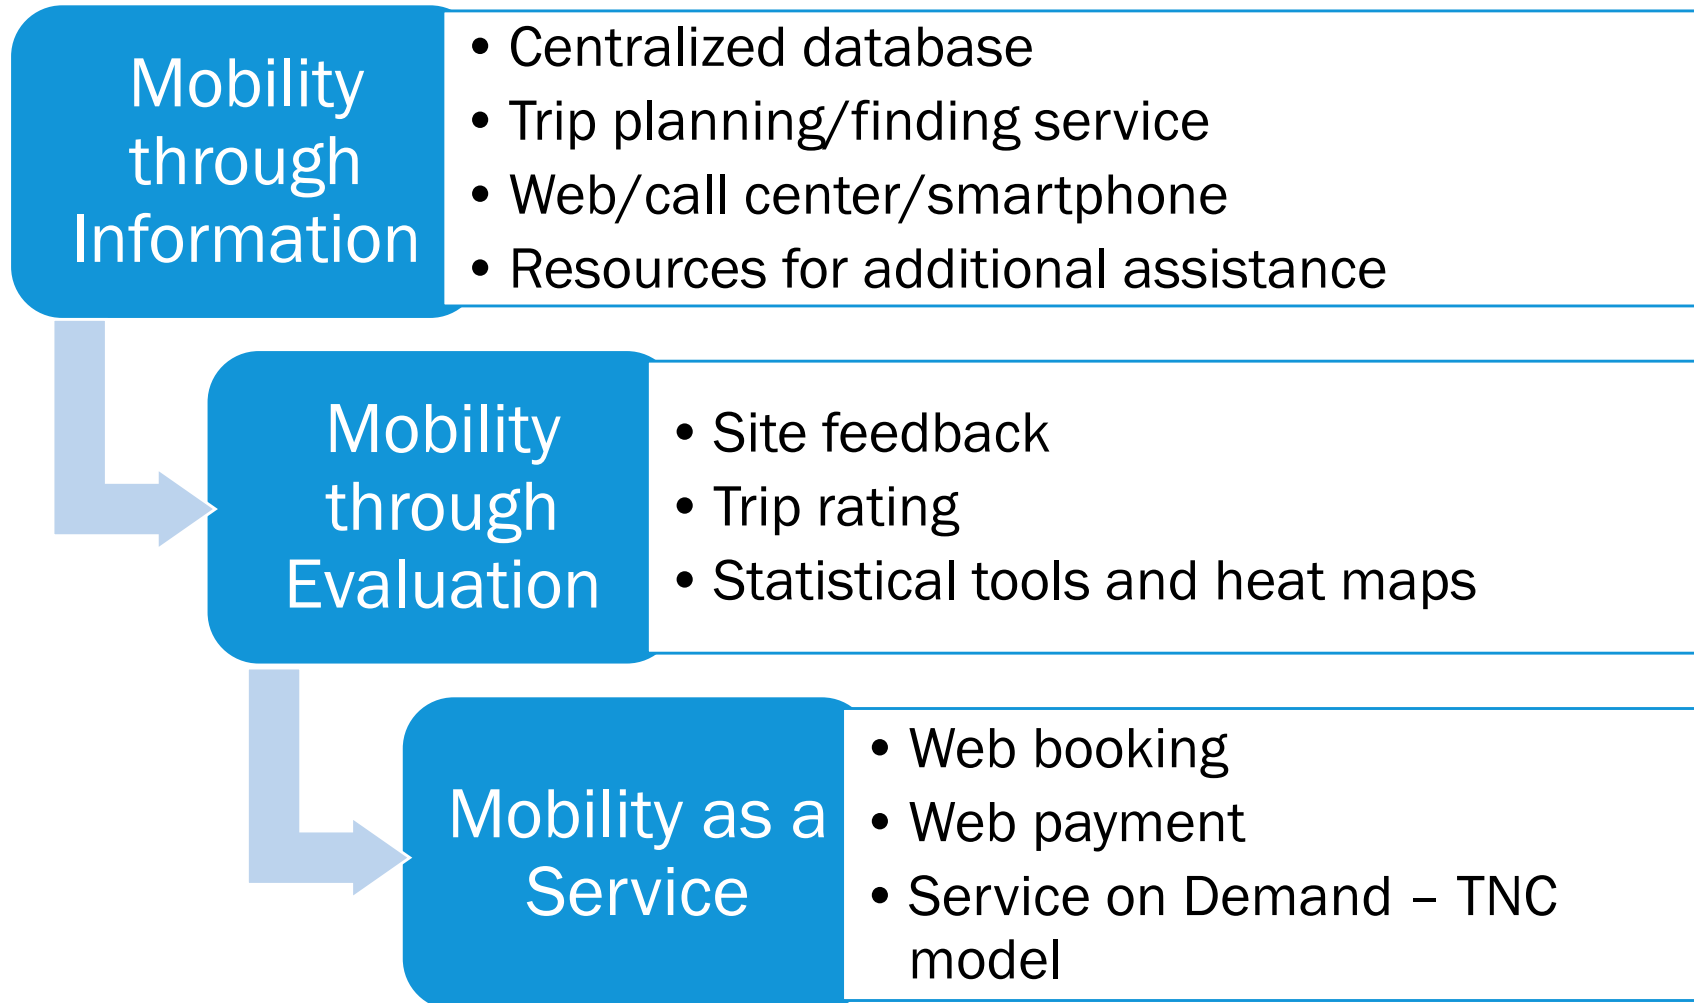 Mobility
through
Information
• Centralized database
• Trip planning/finding service
• Web/call center/smartphone
• Resources for additional assistance
Mobility
through
Evaluation
• Site feedback
• Trip rating
• Statistical tools and heat maps
Mobility as a
Service
• Web booking
• Web payment
• Service on Demand – TNC
model